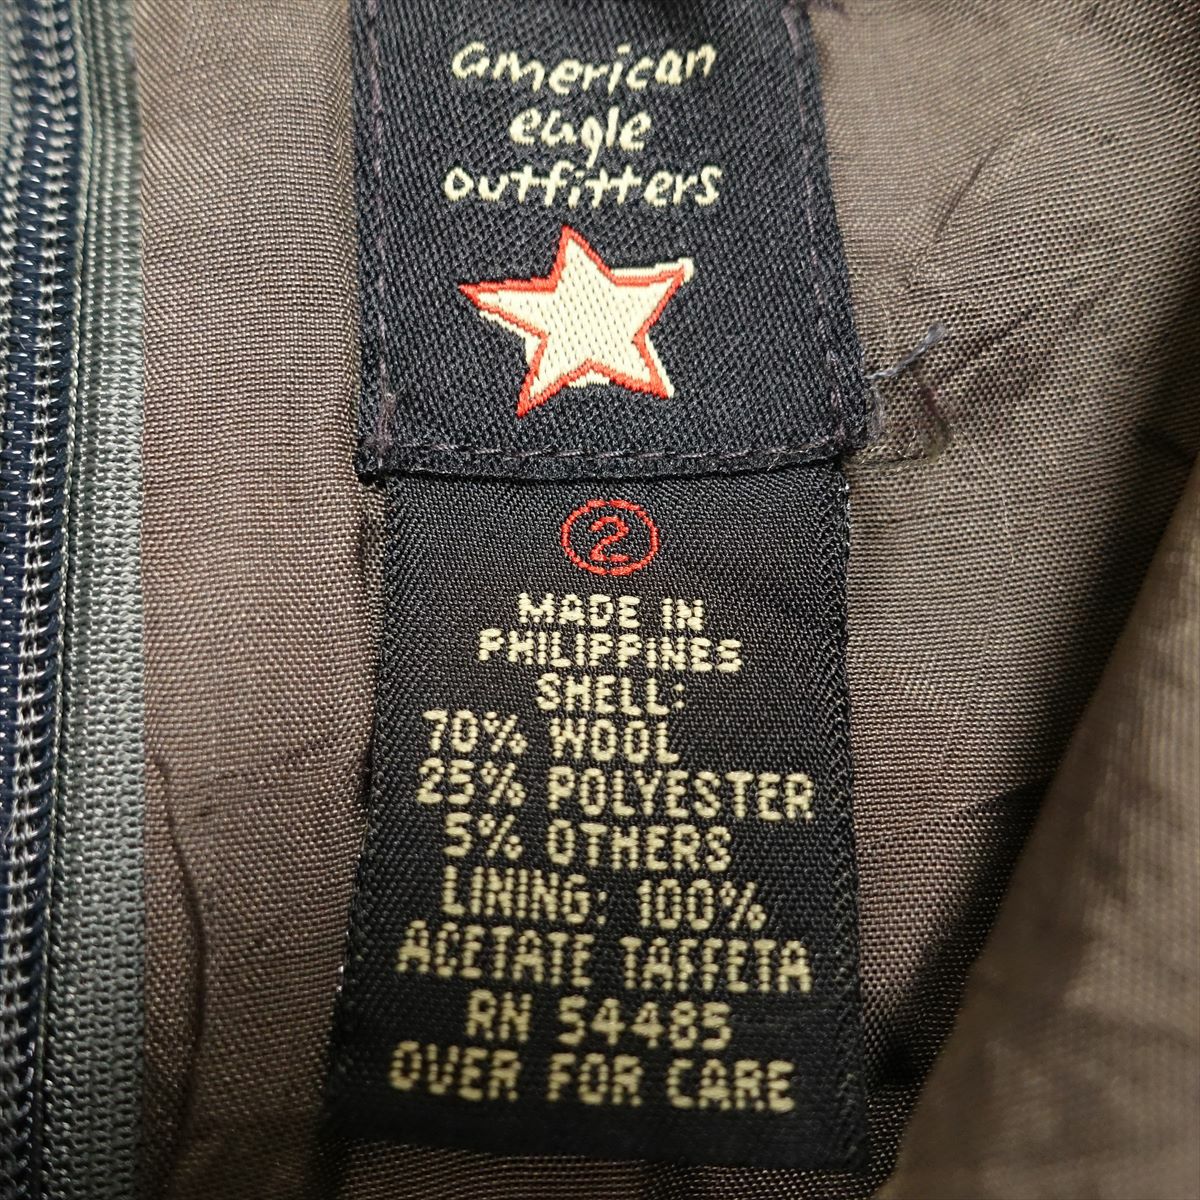 american
eagle
outfitters
2
MADE IN
PHILIPPINES
SHELL:
70% WOOL
25% POLYESTER
5% OTHERS
LINING: 100%
ACETATE TAFFETA
RN 54485
OVER FOR CARE